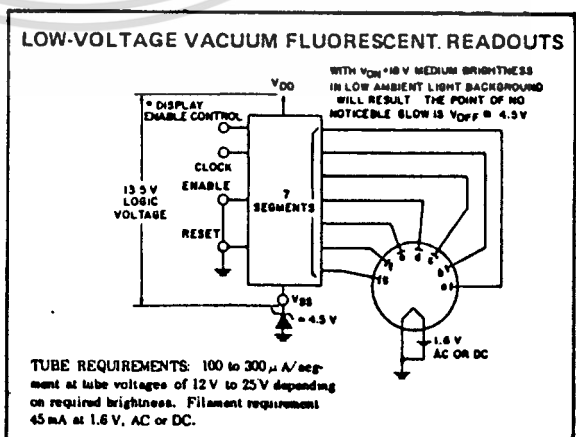 LOW-VOLTAGE VACUUM FLUORESCENT. READOUTS
WITH VON = 18 V MEDIUM BRIGHTNESS
IN LOW AMBIENT LIGHT BACKGROUND
WILL RESULT THE POINT OF NO
NOTICEABLE GLOW IS VOFF = 4.5 V
VDD
* DISPLAY
ENABLE CONTROL
CLOCK
13.5 V
LOGIC
VOLTAGE
ENABLE
7
SEGMENTS
RESET
g f e d c b a
VSS
= 4.5 V
1.6 V
AC OR DC
TUBE REQUIREMENTS: 100 to 300 μA/seg-
ment at tube voltages of 12 V to 25 V depending
on required brightness. Filament requirement
45 mA at 1.6 V, AC or DC.